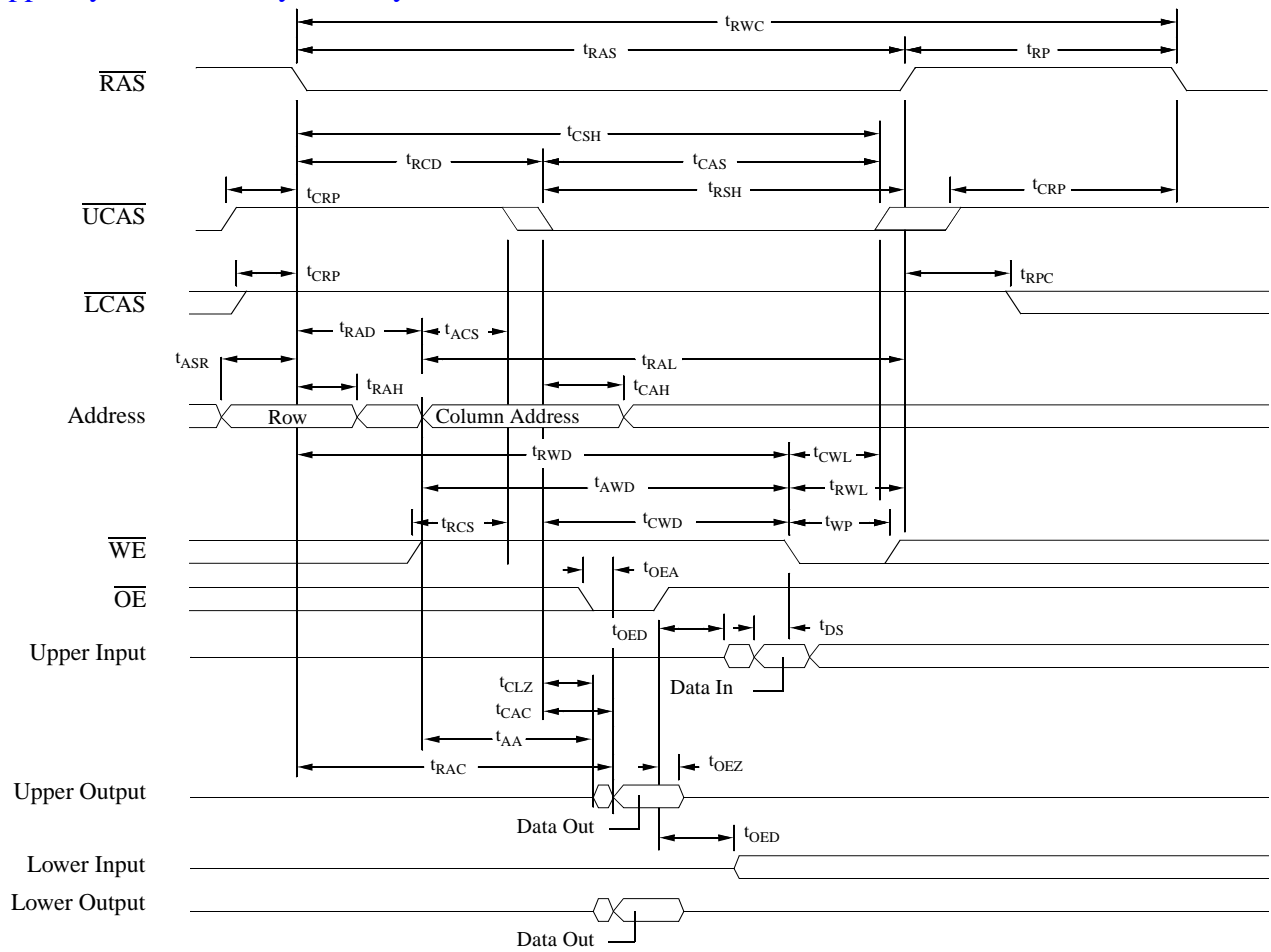 tRWC
tRAS
tRP
RAS
tCSH
tRCD
tCAS
tCRP
tRSH
tCRP
UCAS
tCRP
tRPC
LCAS
tRAD
tACS
tASR
tRAL
tRAH
tCAH
Address
Row
Column Address
tRWD
tCWL
tAWD
tRWL
tRCS
tCWD
tWP
WE
tOEA
OE
tOED
tDS
Upper Input
Data In
tCLZ
tCAC
tAA
tRAC
tOEZ
Upper Output
Data Out
tOED
Lower Input
Lower Output
Data Out